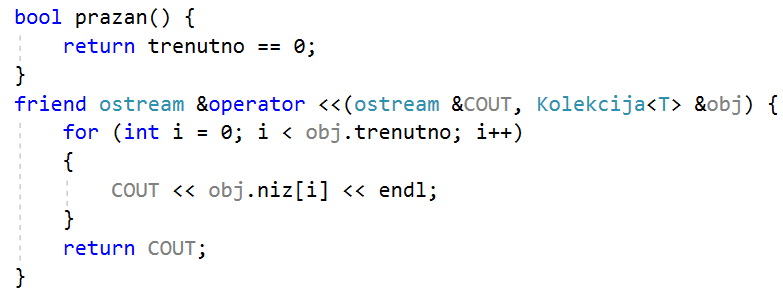 bool prazan() {
    return trenutno == 0;
}
friend ostream &operator <<(ostream &COUT, Kolekcija<T> &obj) {
    for (int i = 0; i < obj.trenutno; i++)
    {
        COUT << obj.niz[i] << endl;
    }
    return COUT;
}